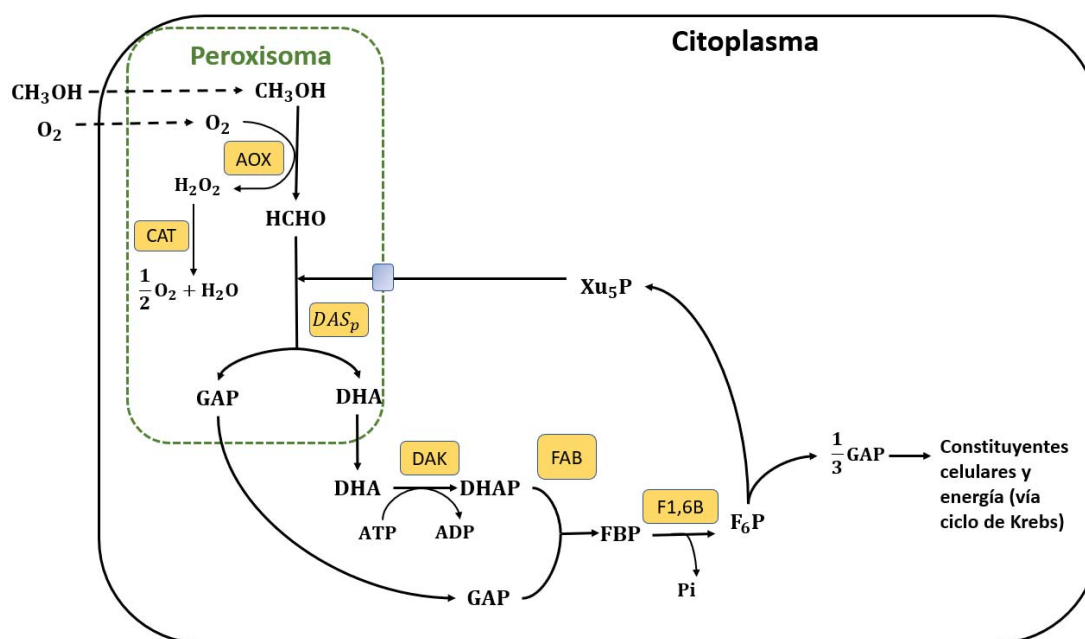 Citoplasma
Peroxisoma
CH₃OH
CH₃OH
O₂
O₂
AOX
H₂O₂
HCHO
CAT
1/2 O₂ + H₂O
Xu₅P
DASₚ
GAP
DHA
DAK
FAB
DHA
DHAP
ATP
ADP
F1,6B
FBP
F₆P
Pi
GAP
1/3 GAP
Constituyentes
celulares y
energía (vía
ciclo de Krebs)